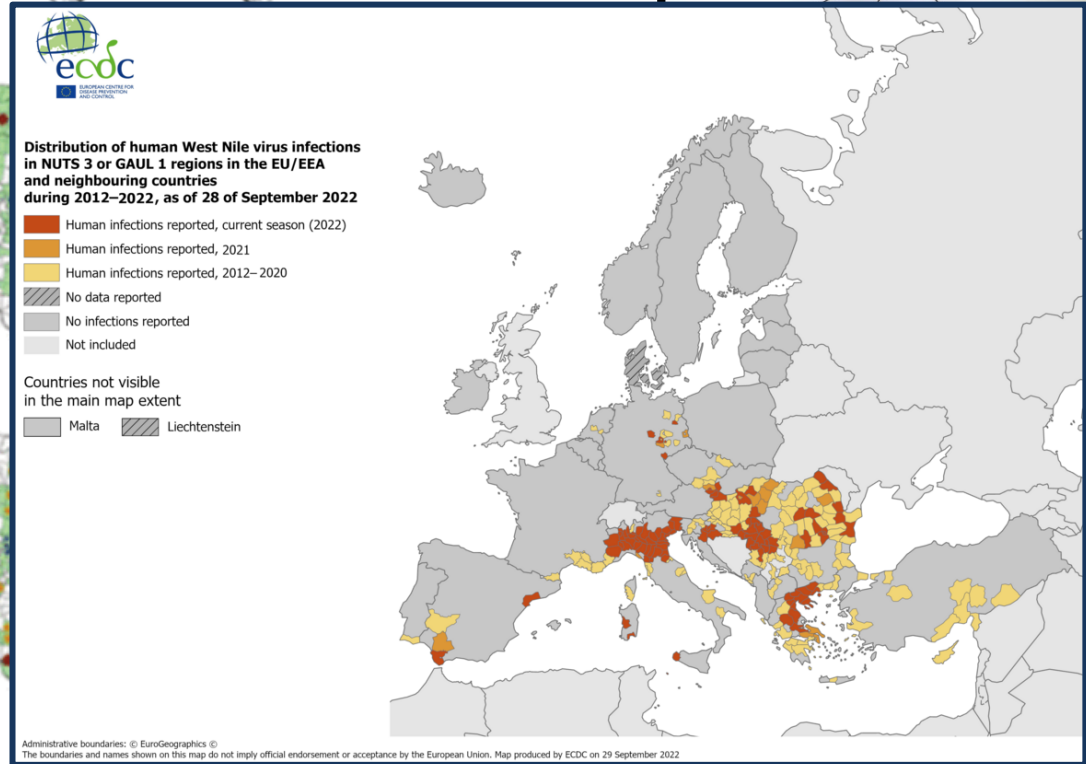 ecdc
EUROPEAN CENTRE FOR
DISEASE PREVENTION
AND CONTROL
Distribution of human West Nile virus infections
in NUTS 3 or GAUL 1 regions in the EU/EEA
and neighbouring countries
during 2012–2022, as of 28 of September 2022
Human infections reported, current season (2022)
Human infections reported, 2021
Human infections reported, 2012–2020
No data reported
No infections reported
Not included
Countries not visible
in the main map extent
Malta Liechtenstein
Administrative boundaries: © EuroGeographics ©
The boundaries and names shown on this map do not imply official endorsement or acceptance by the European Union. Map produced by ECDC on 29 September 2022